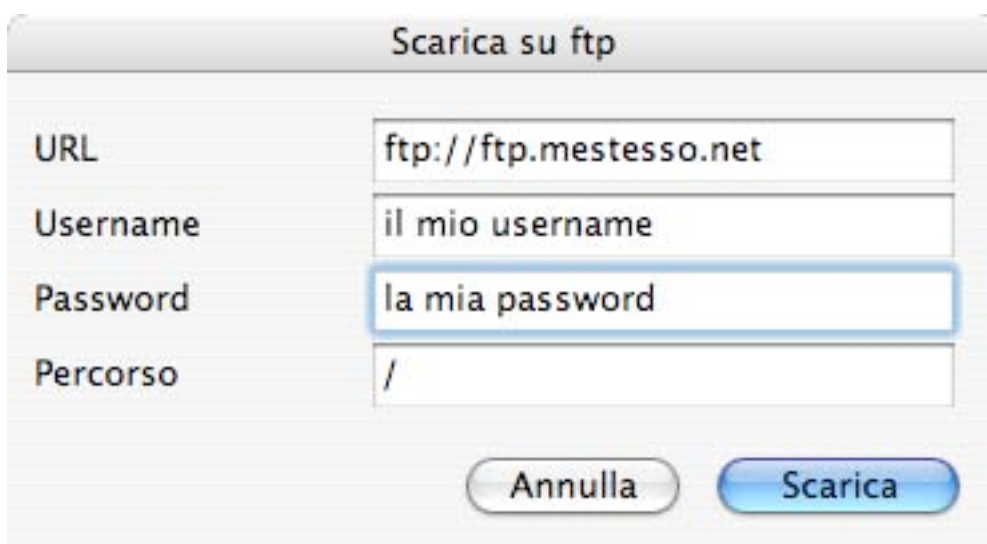 Scarica su ftp
URL ftp://ftp.mestesso.net
Username il mio username
Password la mia password
Percorso /
Annulla Scarica